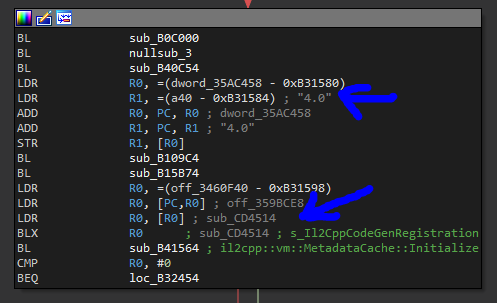 BL sub_B0C000
BL nullsub_3
BL sub_B40C54
LDR R0, =(dword_35AC458 - 0xB31580)
LDR R1, =(a40 - 0xB31584) ; "4.0"
ADD R0, PC, R0 ; dword_35AC458
ADD R1, PC, R1 ; "4.0"
STR R1, [R0]
BL sub_B109C4
BL sub_B15B74
LDR R0, =(off_3460F40 - 0xB31598)
LDR R0, [PC,R0] ; off_359BCE8
LDR R0, [R0] ; sub_CD4514
BLX R0 ; sub_CD4514 ; s_Il2CppCodeGenRegistration
BL sub_B41564 ; il2cpp::vm::MetadataCache::Initialize
CMP R0, #0
BEQ loc_B32454